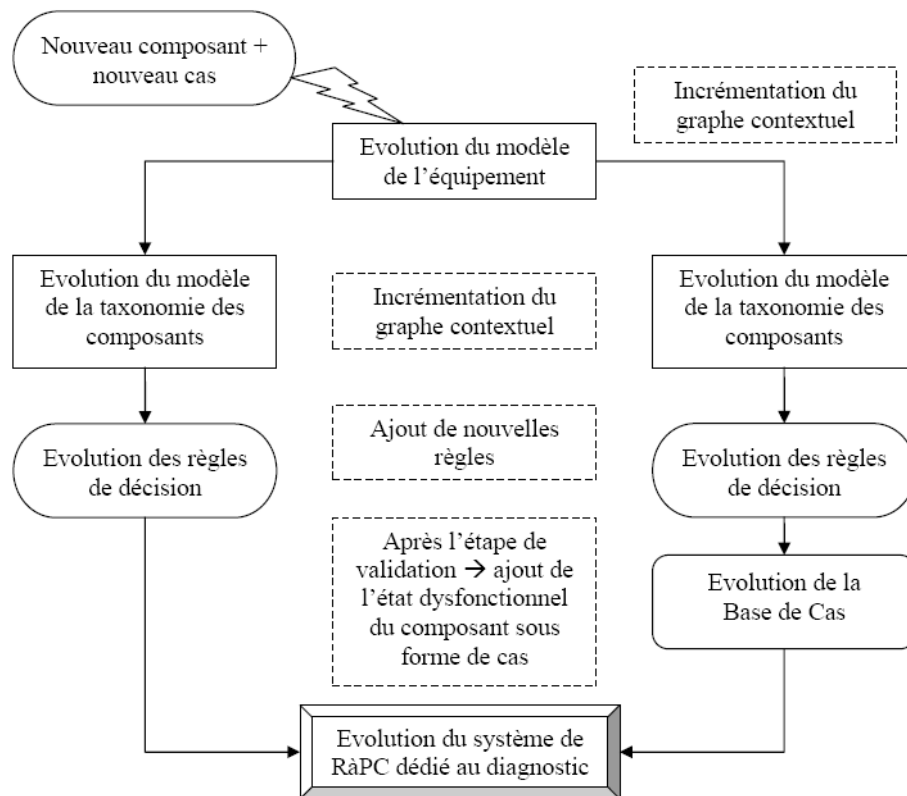 Nouveau composant +
nouveau cas
Incrémentation du
graphe contextuel
Evolution du modèle
de l'équipement
Evolution du modèle
de la taxonomie des
composants
Incrémentation du
graphe contextuel
Evolution du modèle
de la taxonomie des
composants
Evolution des règles
de décision
Ajout de nouvelles
règles
Evolution des règles
de décision
Après l'étape de
validation → ajout de
l'état dysfonctionnel
du composant sous
forme de cas
Evolution de la
Base de Cas
Evolution du système de
RàPC dédié au diagnostic